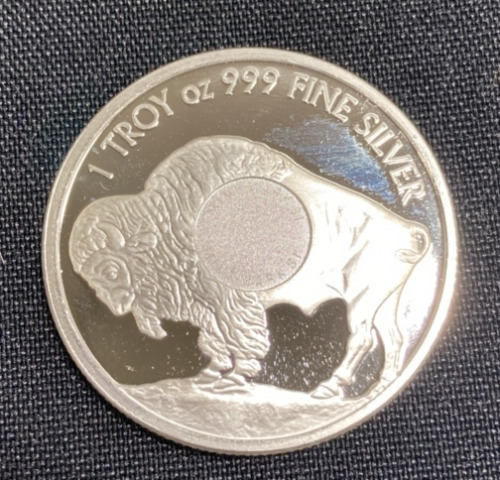 1 TROY oz 999 FINE SILVER